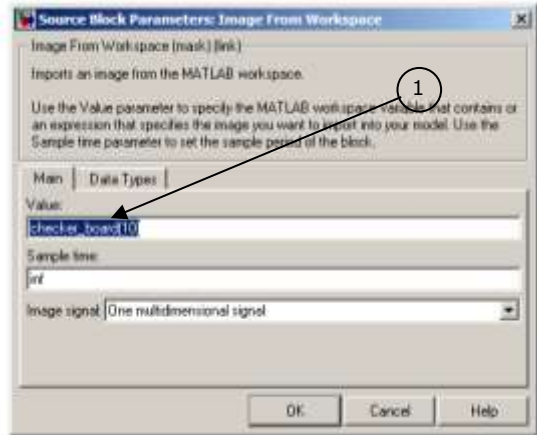 Source Block Parameters: Image From Workspace
Image From Workspace (mask) (link)
Imports an image from the MATLAB workspace.
1
Use the Value parameter to specify the MATLAB workspace variable that contains or
an expression that specifies the image you want to import into your model. Use the
Sample time parameter to set the sample period of the block.
Main Data Types
Value:
checker_board(10)
Sample time:
inf
Image signal: One multidimensional signal
OK Cancel Help